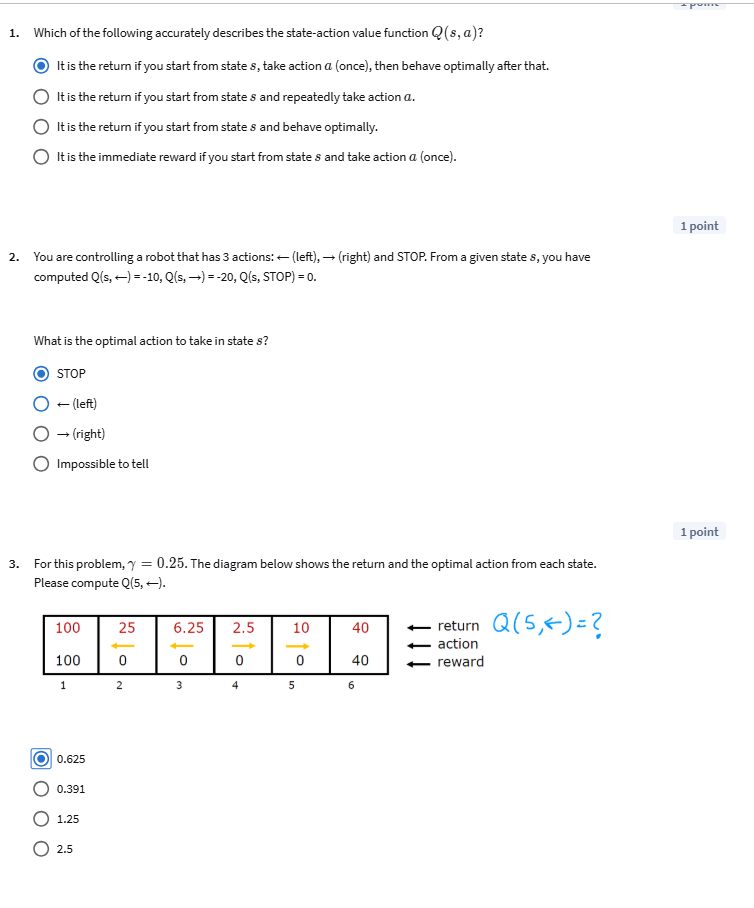 1 point
1. Which of the following accurately describes the state-action value function Q(s, a)?
It is the return if you start from state s, take action a (once), then behave optimally after that.
It is the return if you start from state s and repeatedly take action a.
It is the return if you start from state s and behave optimally.
It is the immediate reward if you start from state s and take action a (once).
1 point
2. You are controlling a robot that has 3 actions: ← (left), → (right) and STOP. From a given state s, you have
computed Q(s, ←) = -10, Q(s, →) = -20, Q(s, STOP) = 0.
What is the optimal action to take in state s?
STOP
← (left)
→ (right)
Impossible to tell
1 point
3. For this problem, γ = 0.25. The diagram below shows the return and the optimal action from each state.
Please compute Q(5, ←).
100 25 6.25 2.5 10 40 ← return Q(5,←)=?
← ← → → ← action
100 0 0 0 0 40 ← reward
1 2 3 4 5 6
0.625
0.391
1.25
2.5